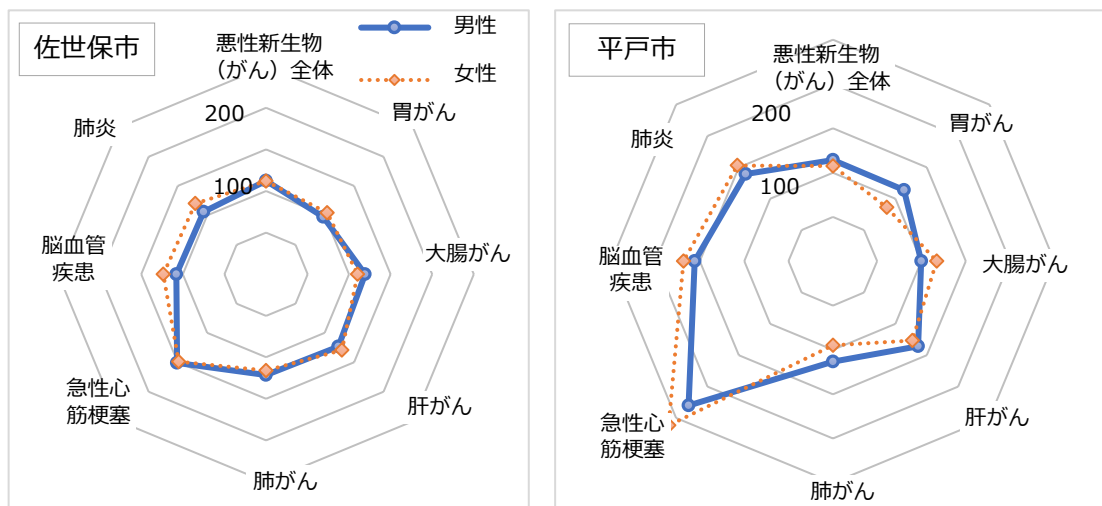 佐世保市
男性
女性
悪性新生物
（がん）全体
200
100
胃がん
大腸がん
肝がん
肺がん
急性心
筋梗塞
脳血管
疾患
肺炎
平戸市
悪性新生物
（がん）全体
200
100
胃がん
大腸がん
肝がん
肺がん
急性心
筋梗塞
脳血管
疾患
肺炎